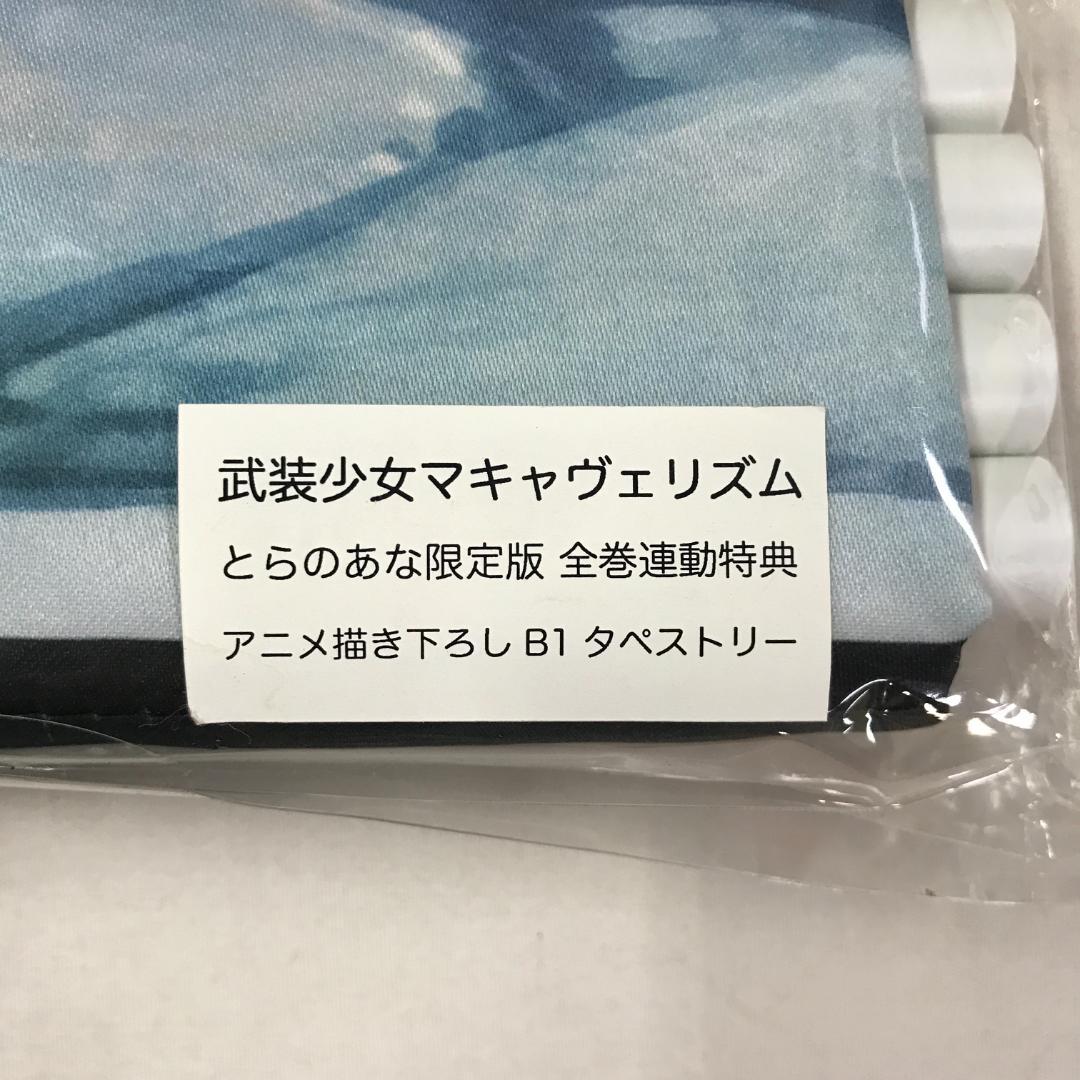 武装少女マキャヴェリズム
とらのあな限定版 全巻連動特典
アニメ描き下ろし B1 タペストリー